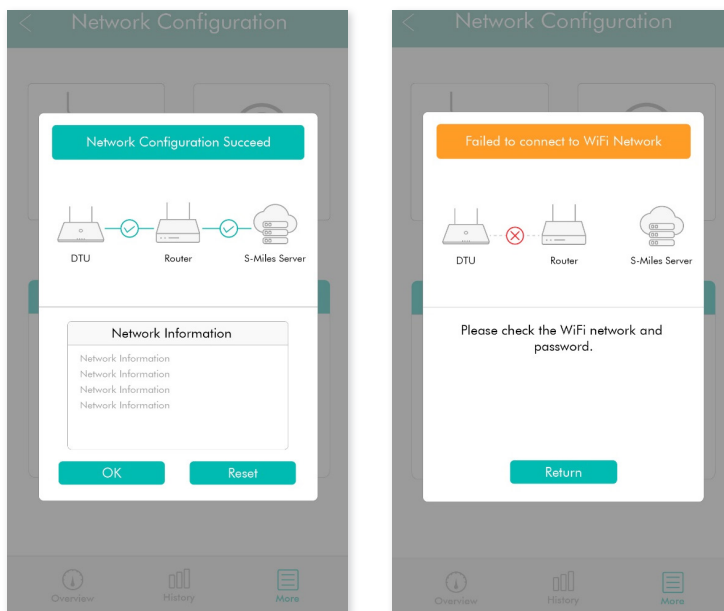 Network Configuration
Network Configuration Succeed
DTU
Router
S-Miles Server
Network Information
Network Information
Network Information
Network Information
Network Information
OK
Reset
Overview
History
More
Network Configuration
Failed to connect to WiFi Network
DTU
Router
S-Miles Server
Please check the WiFi network and
password.
Return
Overview
History
More